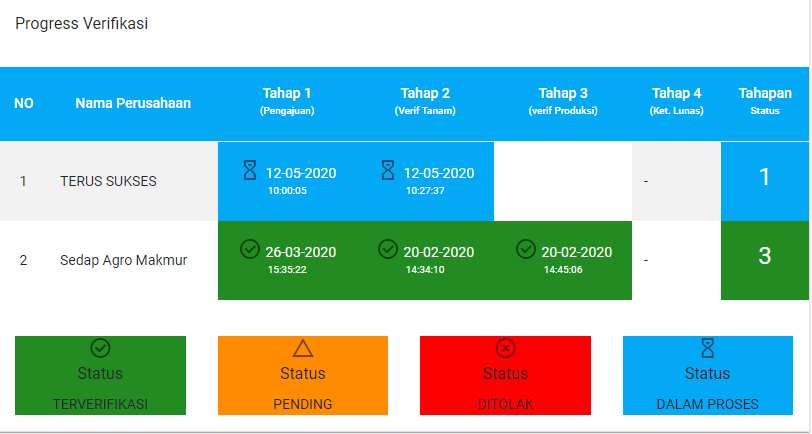 Progress Verifikasi
NO Nama Perusahaan Tahap 1 Tahap 2 Tahap 3 Tahap 4 Tahapan
(Pengajuan) (Verif Tanam) (verif Produksi) (Ket. Lunas) Status
1 TERUS SUKSES 12-05-2020 12-05-2020 - 1
10:00:05 10:27:37
2 Sedap Agro Makmur 26-03-2020 20-02-2020 20-02-2020 - 3
15:35:22 14:34:10 14:45:06
Status Status Status Status
TERVERIFIKASI PENDING DITOLAK DALAM PROSES